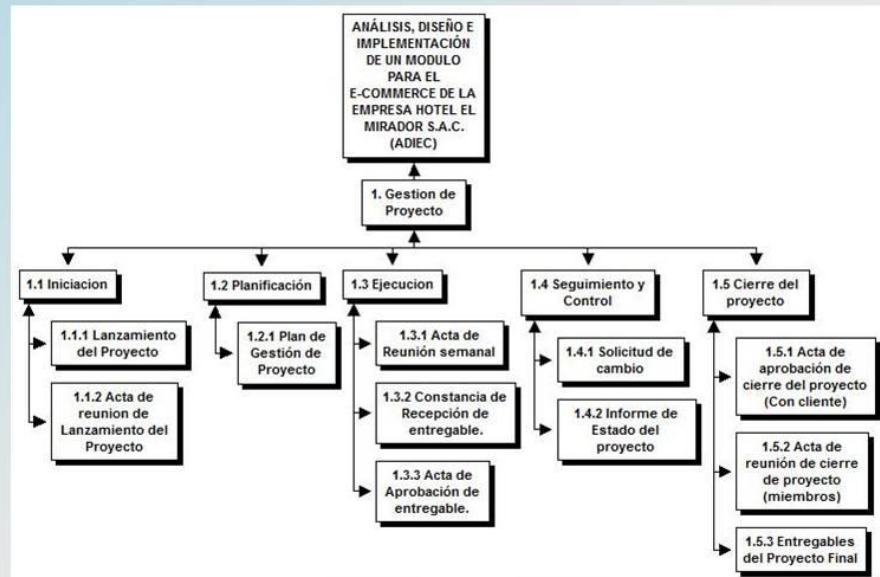 ANÁLISIS, DISEÑO E
IMPLEMENTACIÓN
DE UN MODULO
PARA EL
E-COMMERCE DE LA
EMPRESA HOTEL EL
MIRADOR S.A.C.
(ADIEC)
1. Gestion de
Proyecto
1.1 Iniciacion
1.1.1 Lanzamiento
del Proyecto
1.1.2 Acta de
reunion de
Lanzamiento del
Proyecto
1.2 Planificación
1.2.1 Plan de
Gestión de
Proyecto
1.3 Ejecucion
1.3.1 Acta de
Reunión semanal
1.3.2 Constancia de
Recepción de
entregable.
1.3.3 Acta de
Aprobación de
entregable.
1.4 Seguimiento y
Control
1.4.1 Solicitud de
cambio
1.4.2 Informe de
Estado del
proyecto
1.5 Cierre del
proyecto
1.5.1 Acta de
aprobación de
cierre del proyecto
(Con cliente)
1.5.2 Acta de
reunión de cierre
de proyecto
(miembros)
1.5.3 Entregables
del Proyecto Final